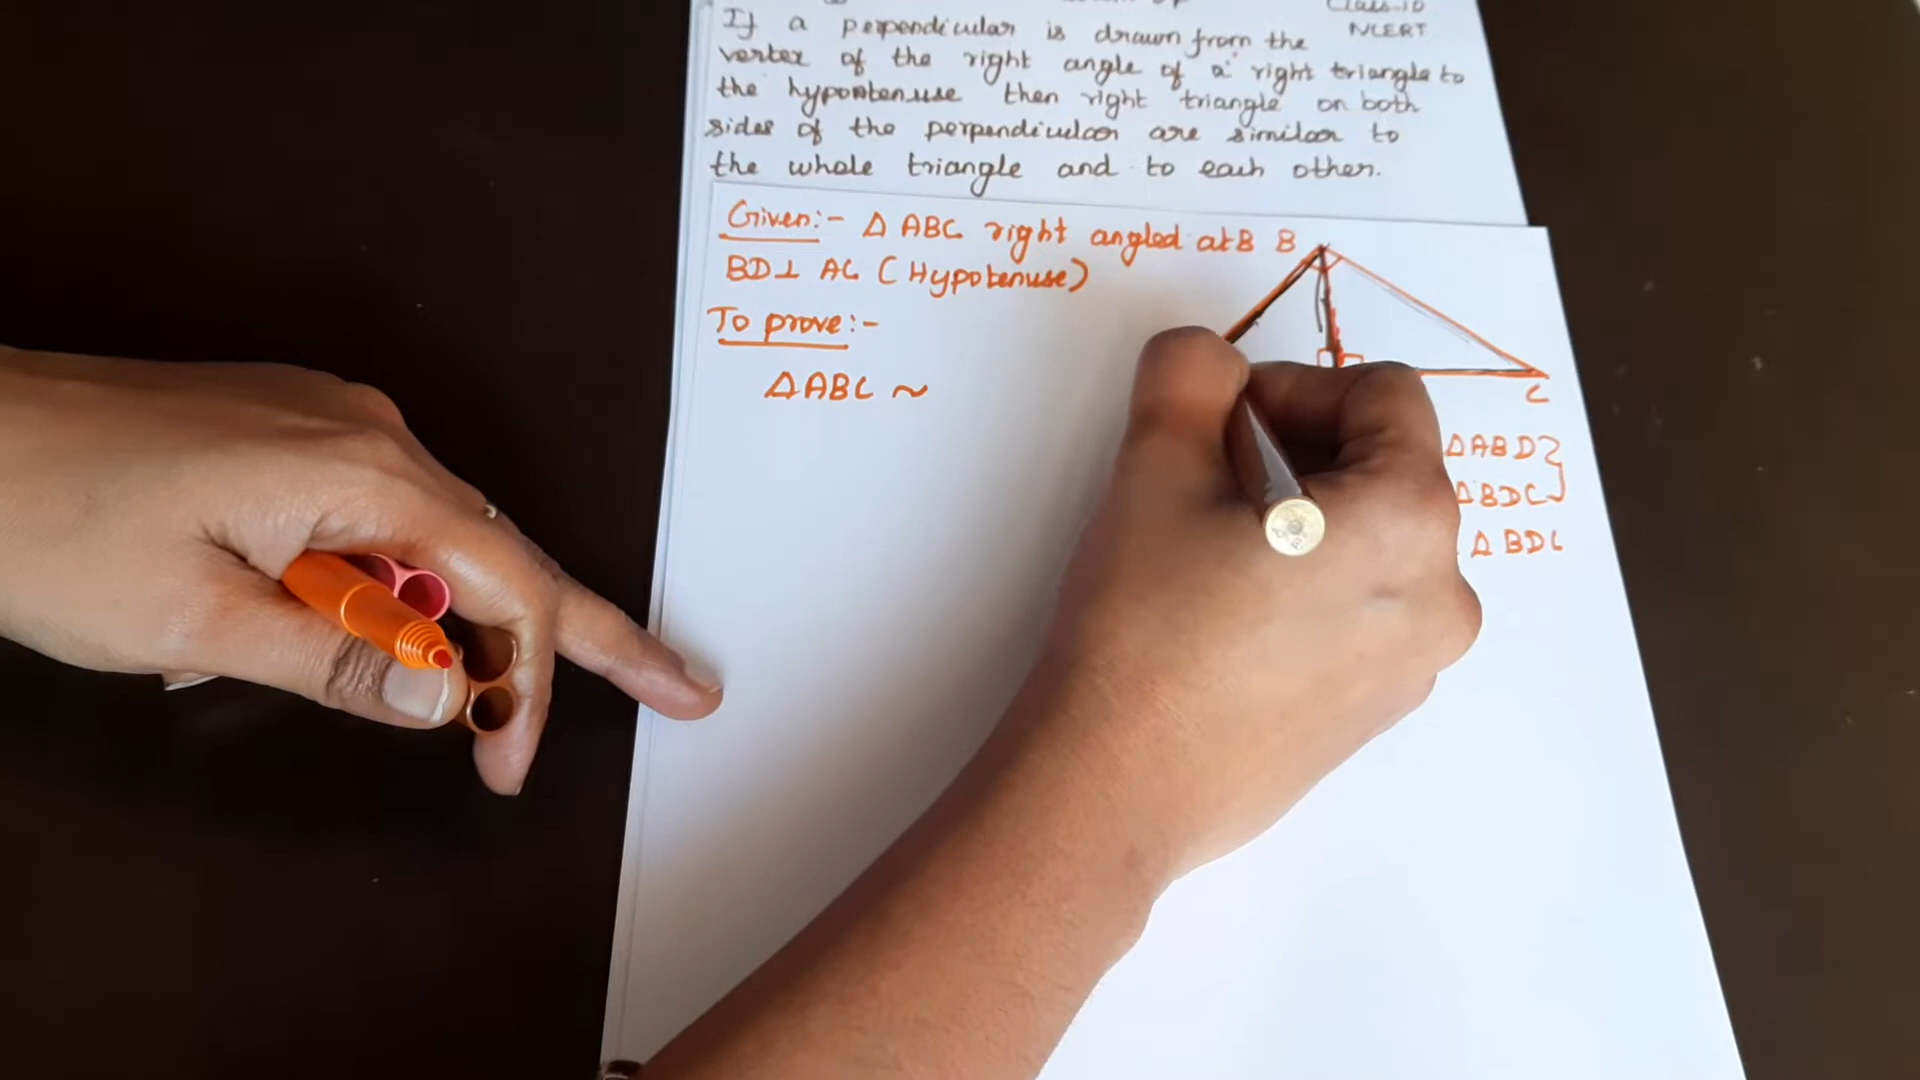 Class-10
If a perpendicular is drawn from the NCERT
vertex of the right angle of a right triangle to
the hypontenuse then right triangle on both
sides of the perpendicular are similar to
the whole triangle and to each other.
Given:- Δ ABC right angled at B B
BD⊥ AC (Hypotenuse)
To prove:-
ΔABC ~
C
ΔABD}
ΔBDC
Δ BDC